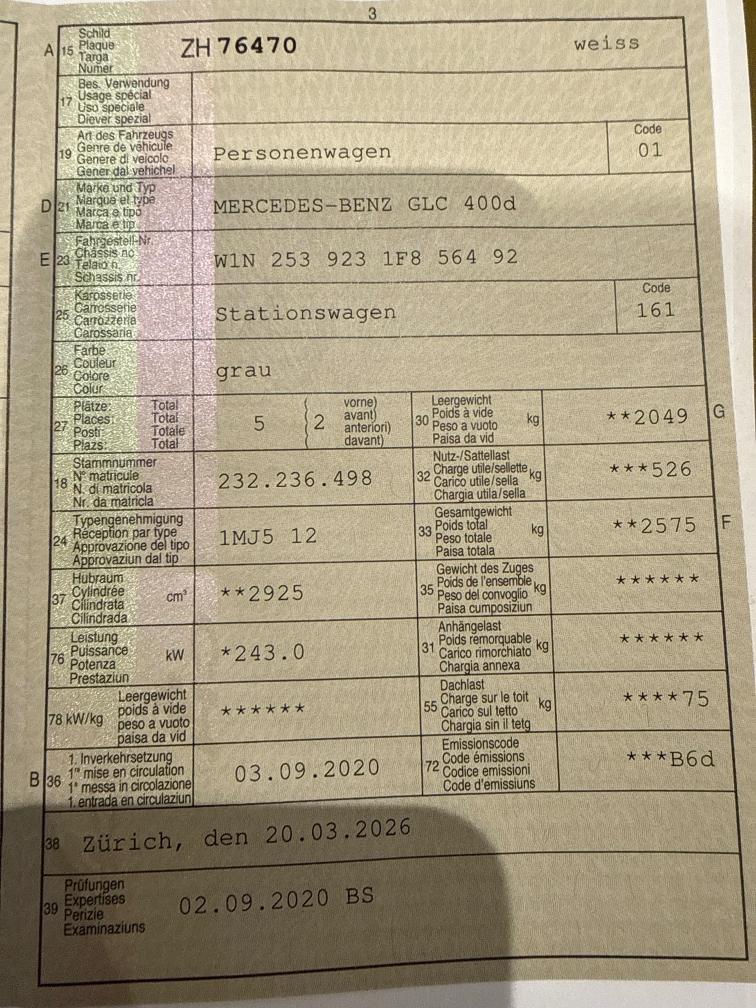 3
A 15 Schild
Plaque
Targa
Numer
ZH 76470 weiss
17 Bes. Verwendung
Usage spécial
Uso speciale
Diever spezial
19 Art des Fahrzeugs
Genre de véhicule
Genere di veicolo
Gener dal vehichel
Personenwagen
Code
01
D 21 Marke und Typ
Marque et type
Marca e tipo
Marca e tip
MERCEDES-BENZ GLC 400d
E 23 Fahrgestell-Nr.
Châssis no
Telaio n.
Schassis nr.
W1N 253 923 1F8 564 92
25 Karosserie
Carrosserie
Carrozzeria
Carossaria
Stationswagen
Code
161
26 Farbe
Couleur
Colore
Colur
grau
27 Plätze: Total
Places: Total
Posti: Totale
Plazs: Total
5 ( 2 vorne)
avant)
anteriori)
davant)
30 Leergewicht
Poids à vide
Peso a vuoto
Paisa da vid
kg
**2049 G
18 Stammnummer
N° matricule
N. di matricola
Nr. da matricla
232.236.498
32 Nutz-/Sattellast
Charge utile/sellette
Carico utile/sella
Chargia utila/sella
kg
***526
24 Typengenehmigung
Réception par type
Approvazione del tipo
Approvaziun dal tip
1MJ5 12
33 Gesamtgewicht
Poids total
Peso totale
Paisa totala
kg
**2575 F
37 Hubraum
Cylindrée
Cilindrata
Cilindrada
cm³
**2925
35 Gewicht des Zuges
Poids de l'ensemble
Peso del convoglio
Paisa cumposiziun
kg
******
76 Leistung
Puissance
Potenza
Prestaziun
kW
*243.0
31 Anhängelast
Poids remorquable
Carico rimorchiato
Chargia annexa
kg
******
78 kW/kg Leergewicht
poids à vide
peso a vuoto
paisa da vid
******
55 Dachlast
Charge sur le toit
Carico sul tetto
Chargia sin il tetg
kg
****75
B 36 1. Inverkehrsetzung
1ʳᵉ mise en circulation
1ª messa in circolazione
1. entrada en circulaziun
03.09.2020
72 Emissionscode
Code émissions
Codice emissioni
Code d'emissiuns
***B6d
38 Zürich, den 20.03.2026
39 Prüfungen
Expertises
Perizie
Examinaziuns
02.09.2020 BS